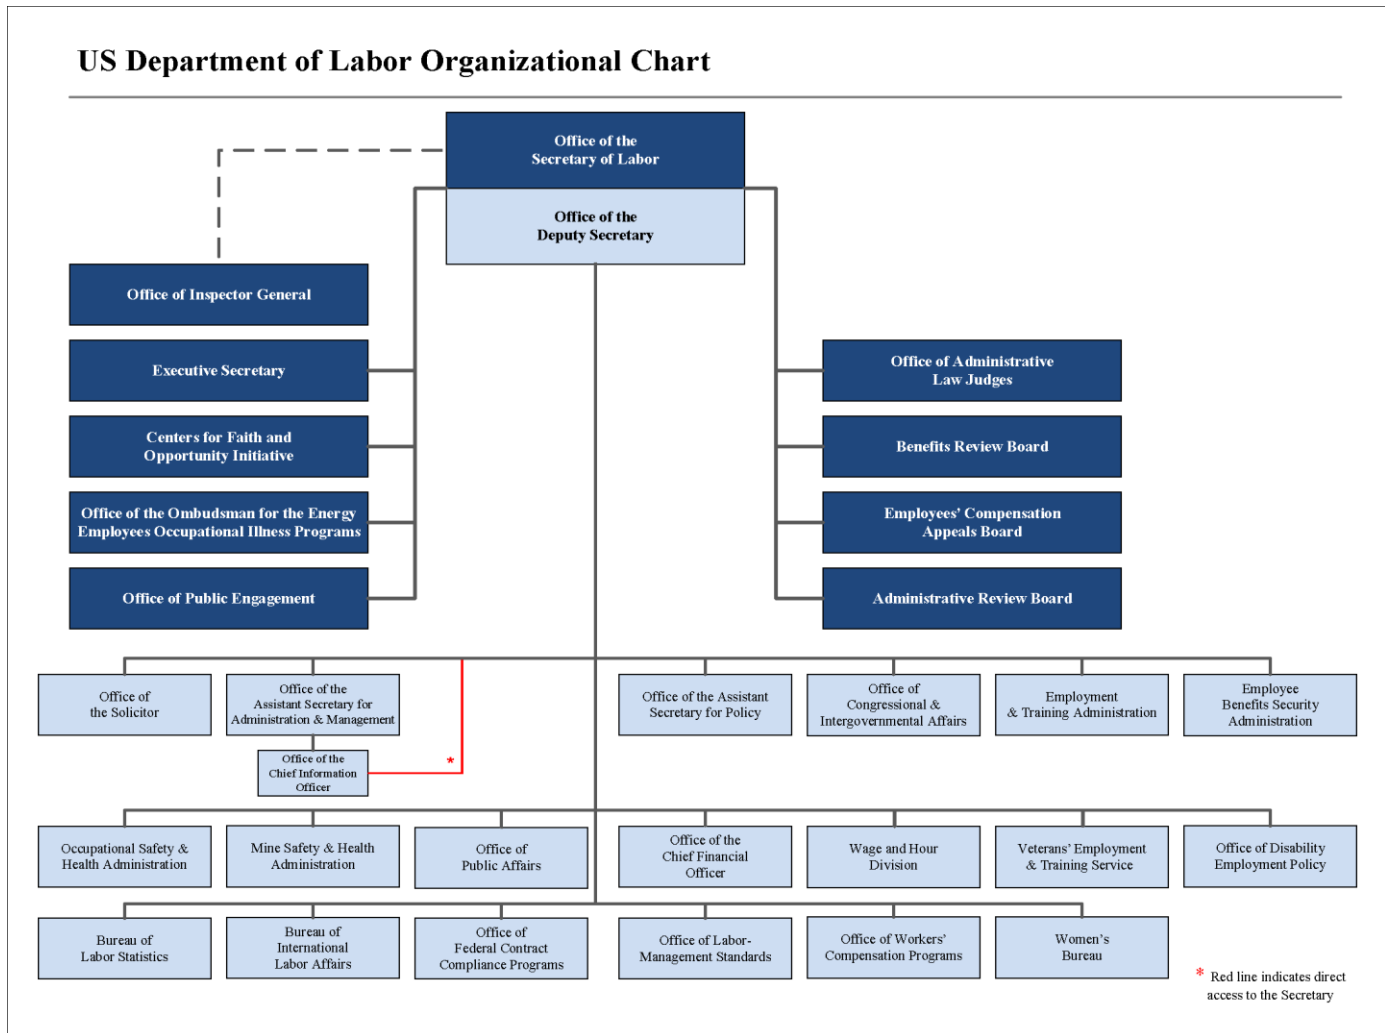 US Department of Labor Organizational Chart
Office of the
Secretary of Labor
Office of the
Deputy Secretary
Office of Inspector General
Executive Secretary
Centers for Faith and
Opportunity Initiative
Office of the Ombudsman for the Energy
Employees Occupational Illness Programs
Office of Public Engagement
Office of Administrative
Law Judges
Benefits Review Board
Employees’ Compensation
Appeals Board
Administrative Review Board
Office of
the Solicitor
Office of the
Assistant Secretary for
Administration & Management
Office of the
Chief Information
Officer
*
Office of the Assistant
Secretary for Policy
Office of
Congressional &
Intergovernmental Affairs
Employment
& Training Administration
Employee
Benefits Security
Administration
Occupational Safety &
Health Administration
Mine Safety & Health
Administration
Office of
Public Affairs
Office of the
Chief Financial
Officer
Wage and Hour
Division
Veterans’ Employment
& Training Service
Office of Disability
Employment Policy
Bureau of
Labor Statistics
Bureau of
International
Labor Affairs
Office of
Federal Contract
Compliance Programs
Office of Labor-
Management Standards
Office of Workers’
Compensation Programs
Women’s
Bureau
* Red line indicates direct
access to the Secretary